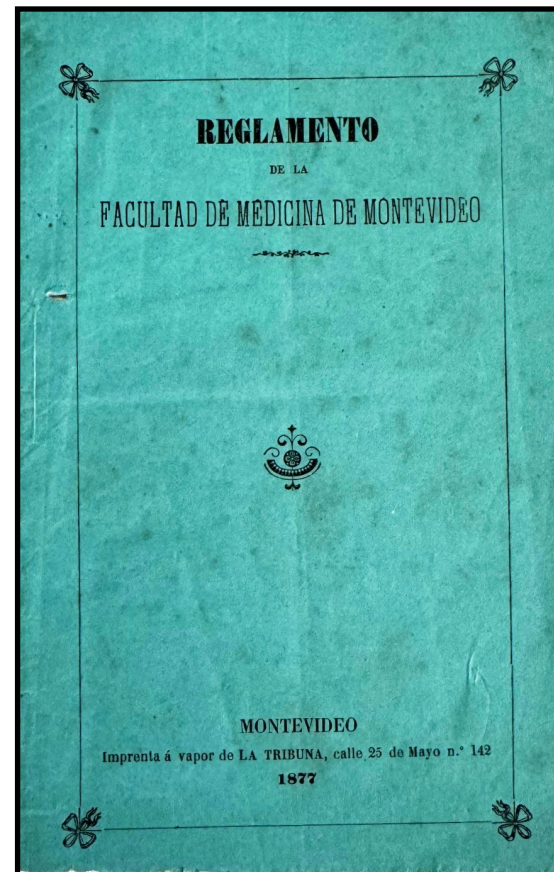 REGLAMENTO
DE LA
FACULTAD DE MEDICINA DE MONTEVIDEO
MONTEVIDEO
Imprenta á vapor de LA TRIBUNA, calle 25 de Mayo n.° 142
1877